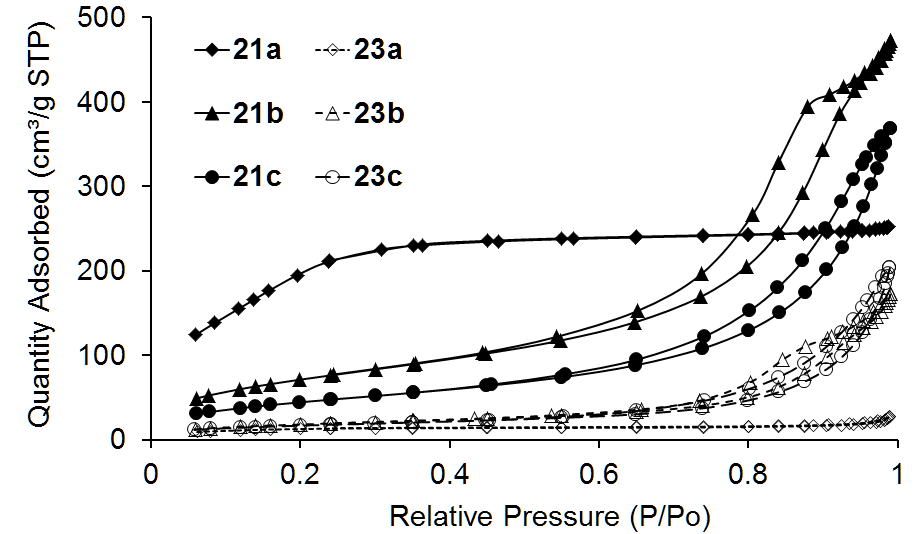 500
400
300
200
100
0
Quantity Adsorbed (cm³/g STP)
21a 23a
21b 23b
21c 23c
0 0.2 0.4 0.6 0.8 1
Relative Pressure (P/Po)